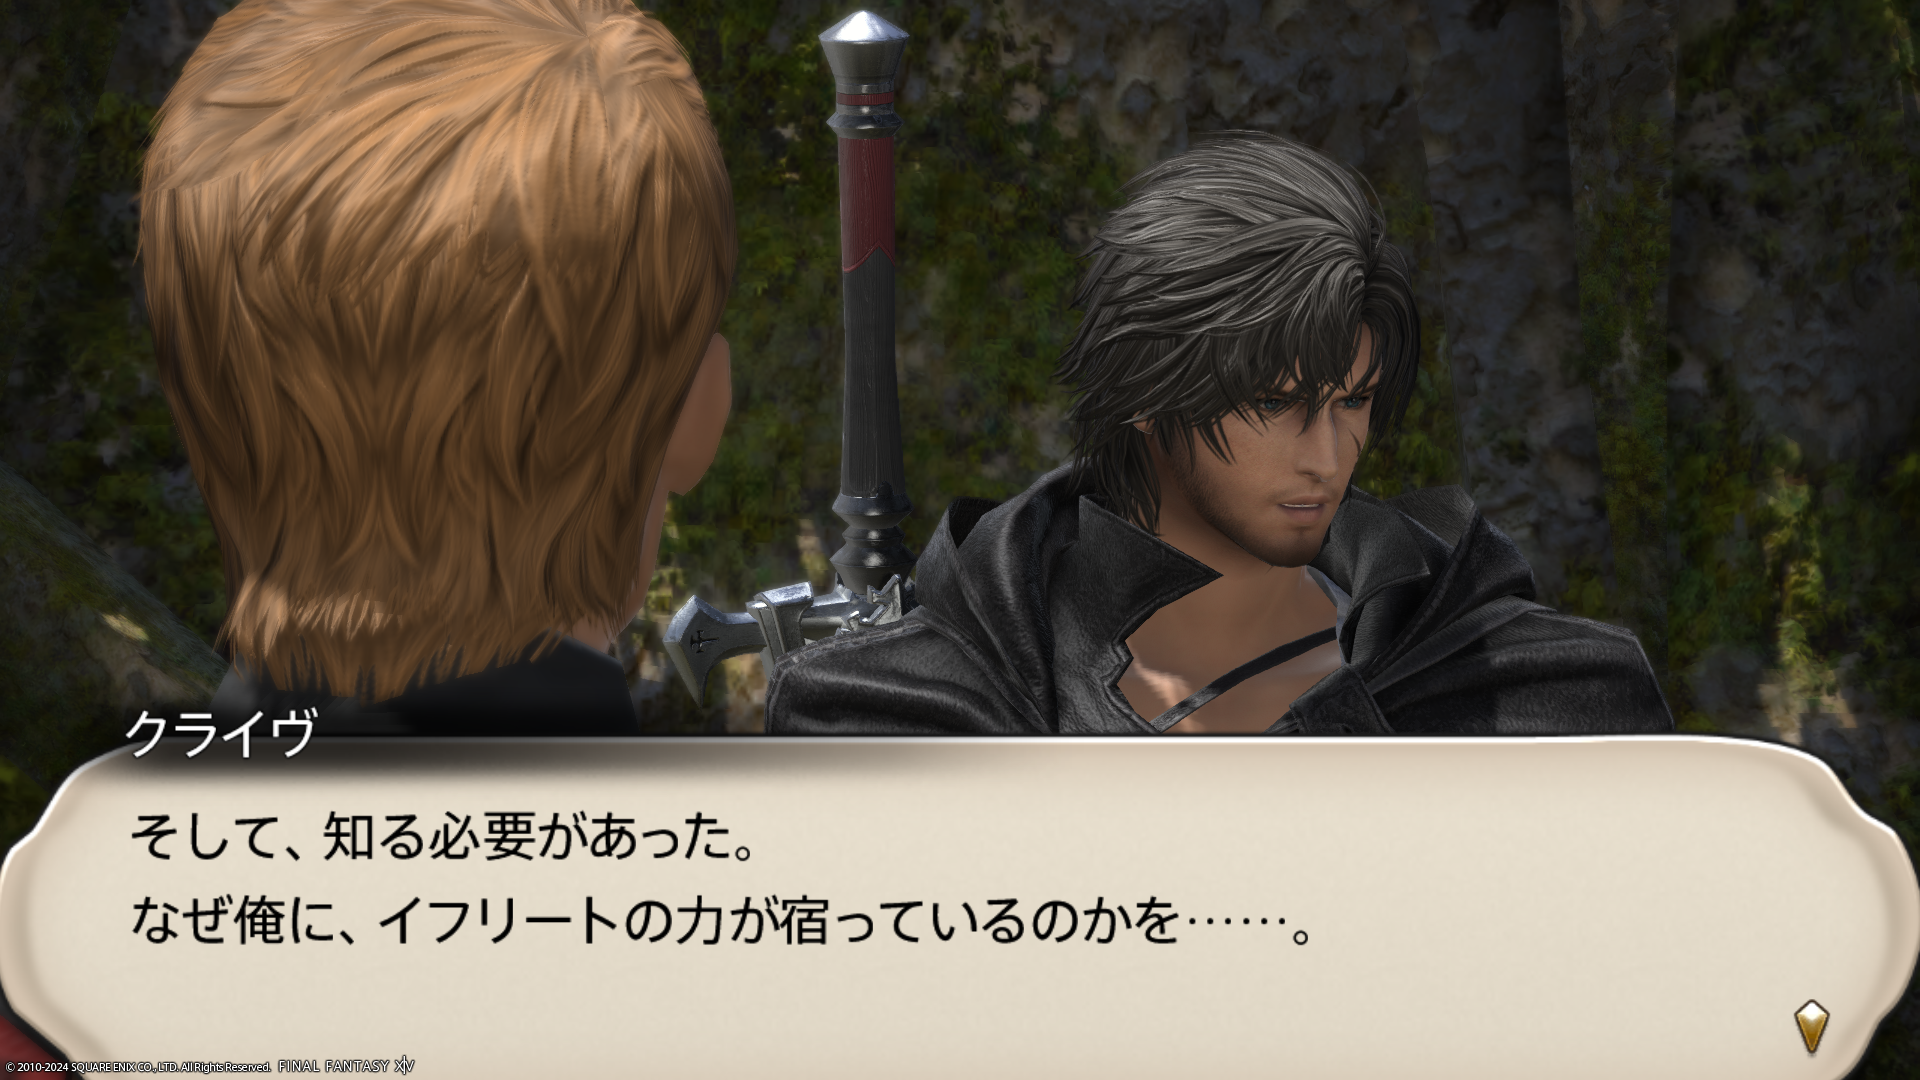 クライヴ
そして、知る必要があった。
なぜ俺に、イフリートの力が宿っているのかを……。
© 2010-2024 SQUARE ENIX CO., LTD. All Rights Reserved. FINAL FANTASY XIV